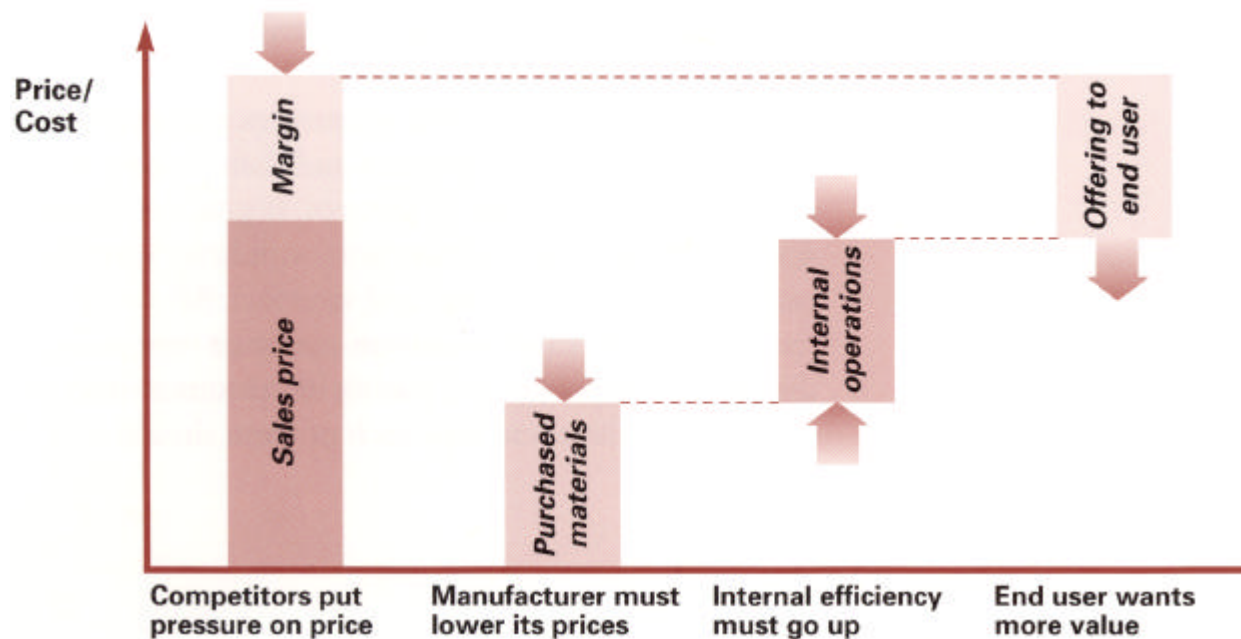 Price/
Cost
Margin
Sales price
Purchased
materials
Internal
operations
Offering to
end user
Competitors put
pressure on price
Manufacturer must
lower its prices
Internal efficiency
must go up
End user wants
more value